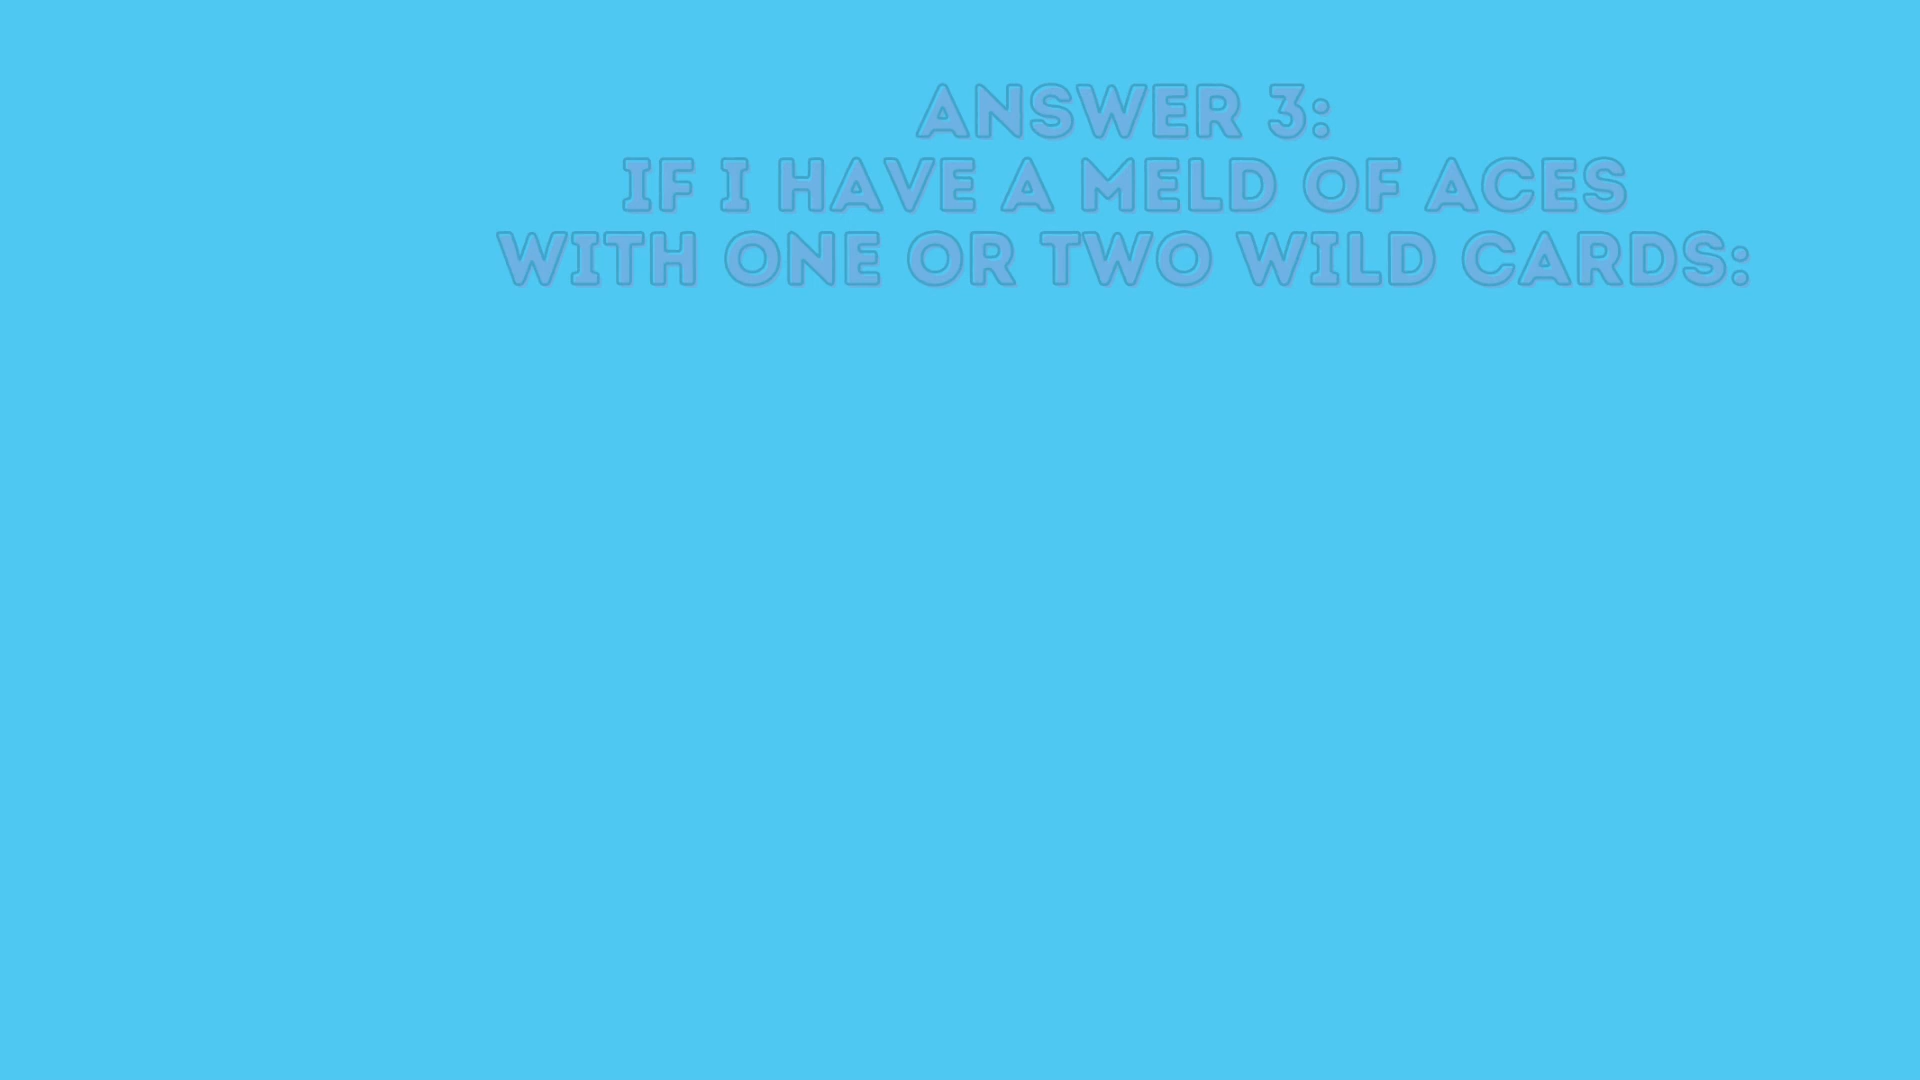 ANSWER 3:
IF I HAVE A MELD OF ACES
WITH ONE OR TWO WILD CARDS: